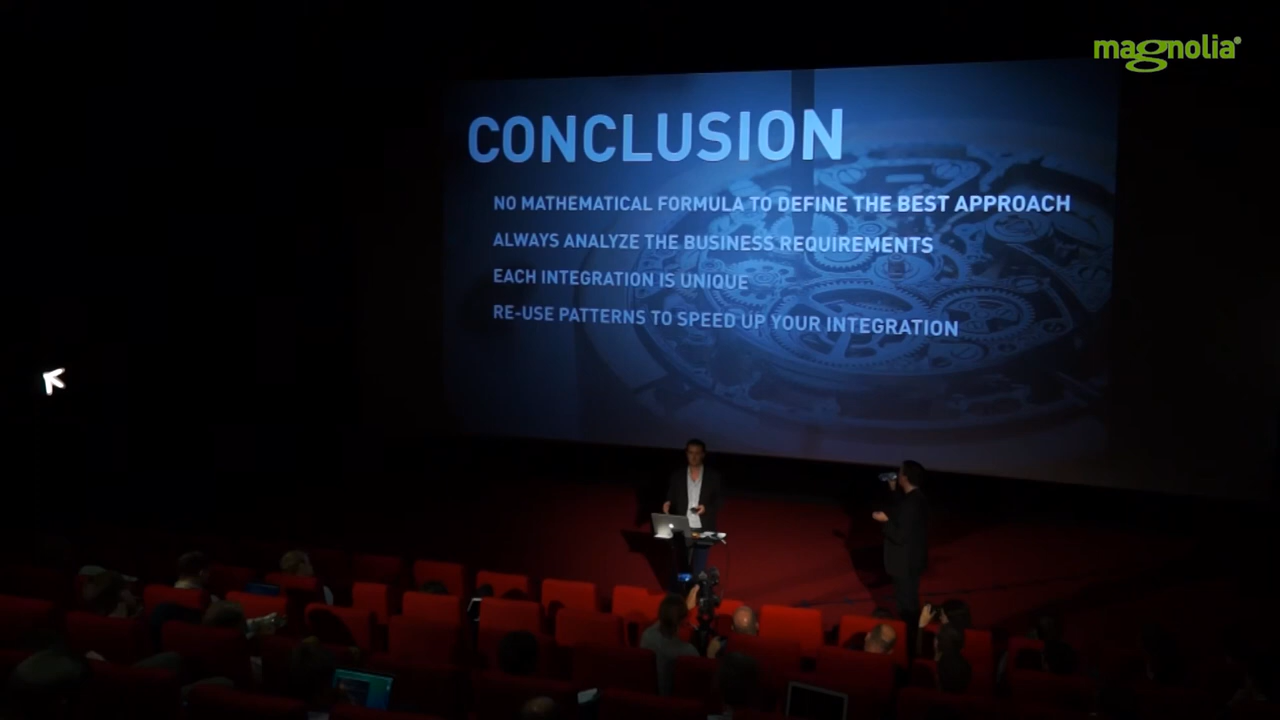 magnolia®
CONCLUSION
NO MATHEMATICAL FORMULA TO DEFINE THE BEST APPROACH
ALWAYS ANALYZE THE BUSINESS REQUIREMENTS
EACH INTEGRATION IS UNIQUE
RE-USE PATTERNS TO SPEED UP YOUR INTEGRATION